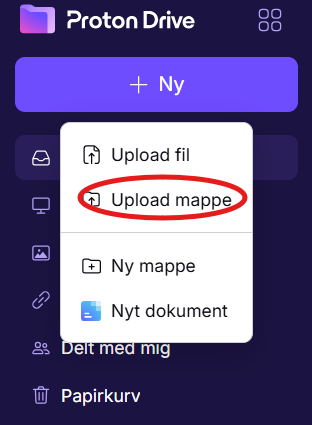 Proton Drive
Ny
Upload fil
Upload mappe
Ny mappe
Nyt dokument
Delt med mig
Papirkurv